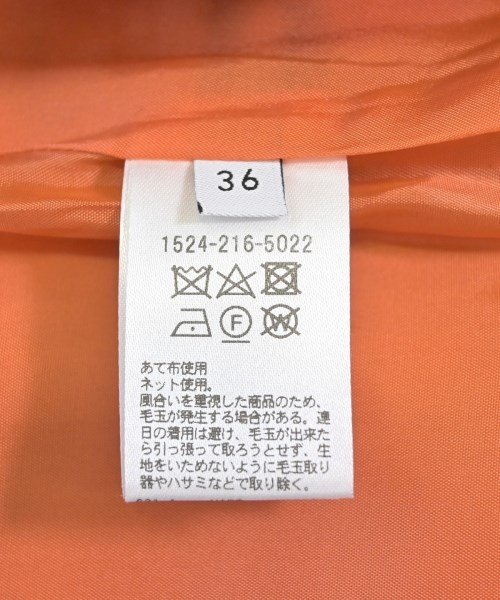 36
1524-216-5022
F
W
あて布使用
ネット使用。
風合いを重視した商品のため、
毛玉が発生する場合がある。連
日の着用は避け、毛玉が出来た
ら引っ張って取ろうとせず、生
地をいためないように毛玉取り
器やハサミなどで取り除く。